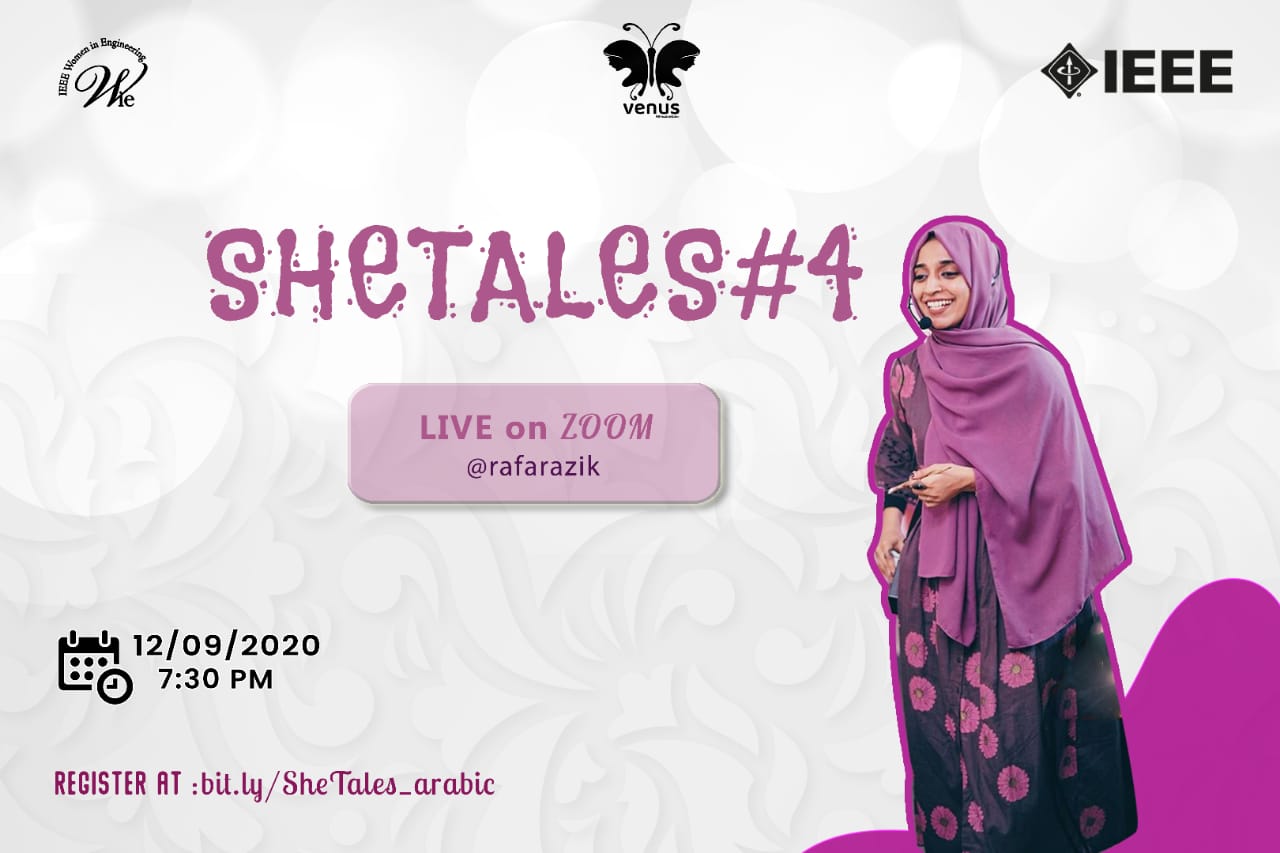 IEEE Women in Engineering
Wie
venus
IEEE
SHeTALeS#4
LIVE on ZOOM
@rafarazik
12/09/2020
7:30 PM
REGISTER AT :bit.ly/SheTales_arabic